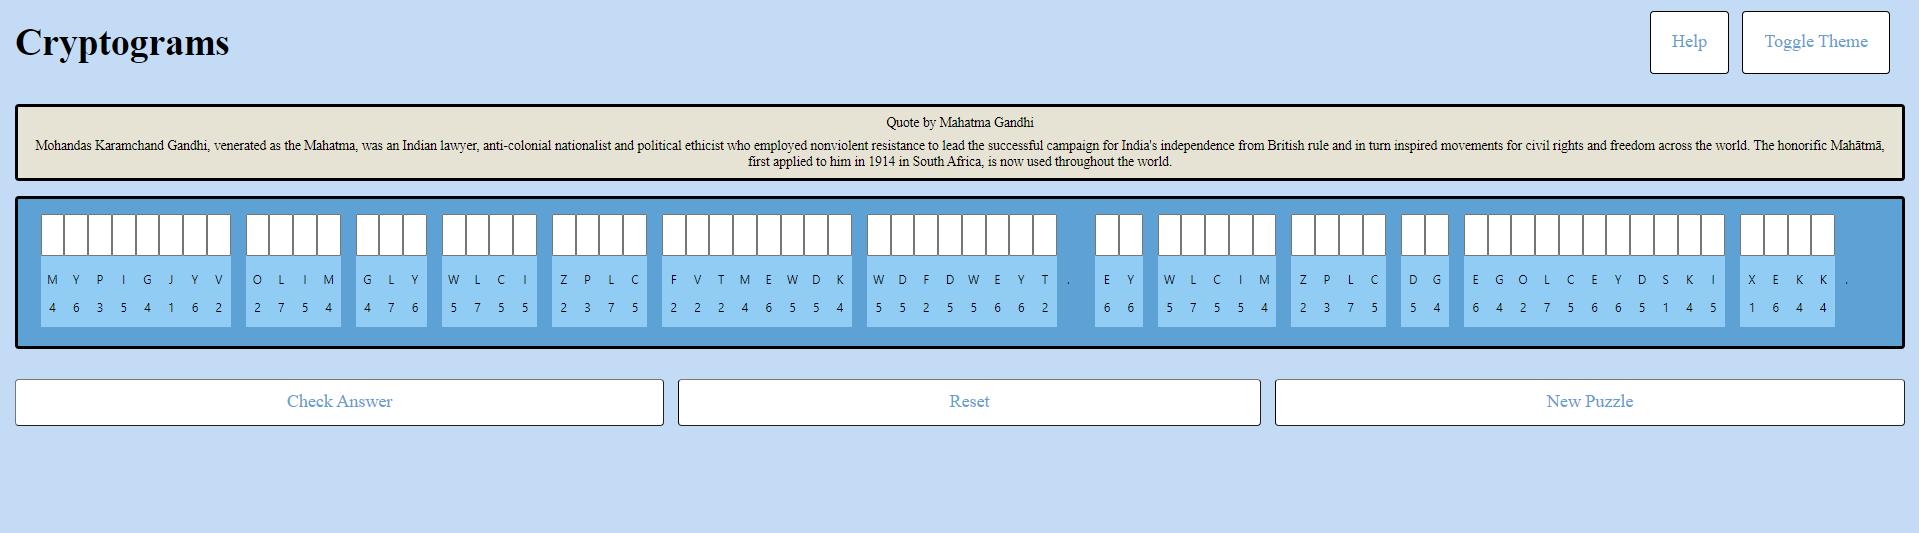 Cryptograms
Help
Toggle Theme
Quote by Mahatma Gandhi
Mohandas Karamchand Gandhi, venerated as the Mahatma, was an Indian lawyer, anti-colonial nationalist and political ethicist who employed nonviolent resistance to lead the successful campaign for India's independence from British rule and in turn inspired movements for civil rights and freedom across the world. The honorific Mahātmā,
first applied to him in 1914 in South Africa, is now used throughout the world.
M Y P I G J Y V O L I M G L Y W L C I Z P L C F V T M E W D K W D F D W E Y T . E Y W L C I M Z P L C D G E G O L C E Y D S K I X E K K .
4 6 3 5 4 1 6 2 2 7 5 4 4 7 6 5 7 5 5 2 3 7 5 2 2 2 4 6 5 5 4 5 5 2 5 5 6 6 2 6 6 5 7 5 5 4 2 3 7 5 5 4 6 4 2 7 5 6 6 5 1 4 5 1 6 4 4
Check Answer
Reset
New Puzzle